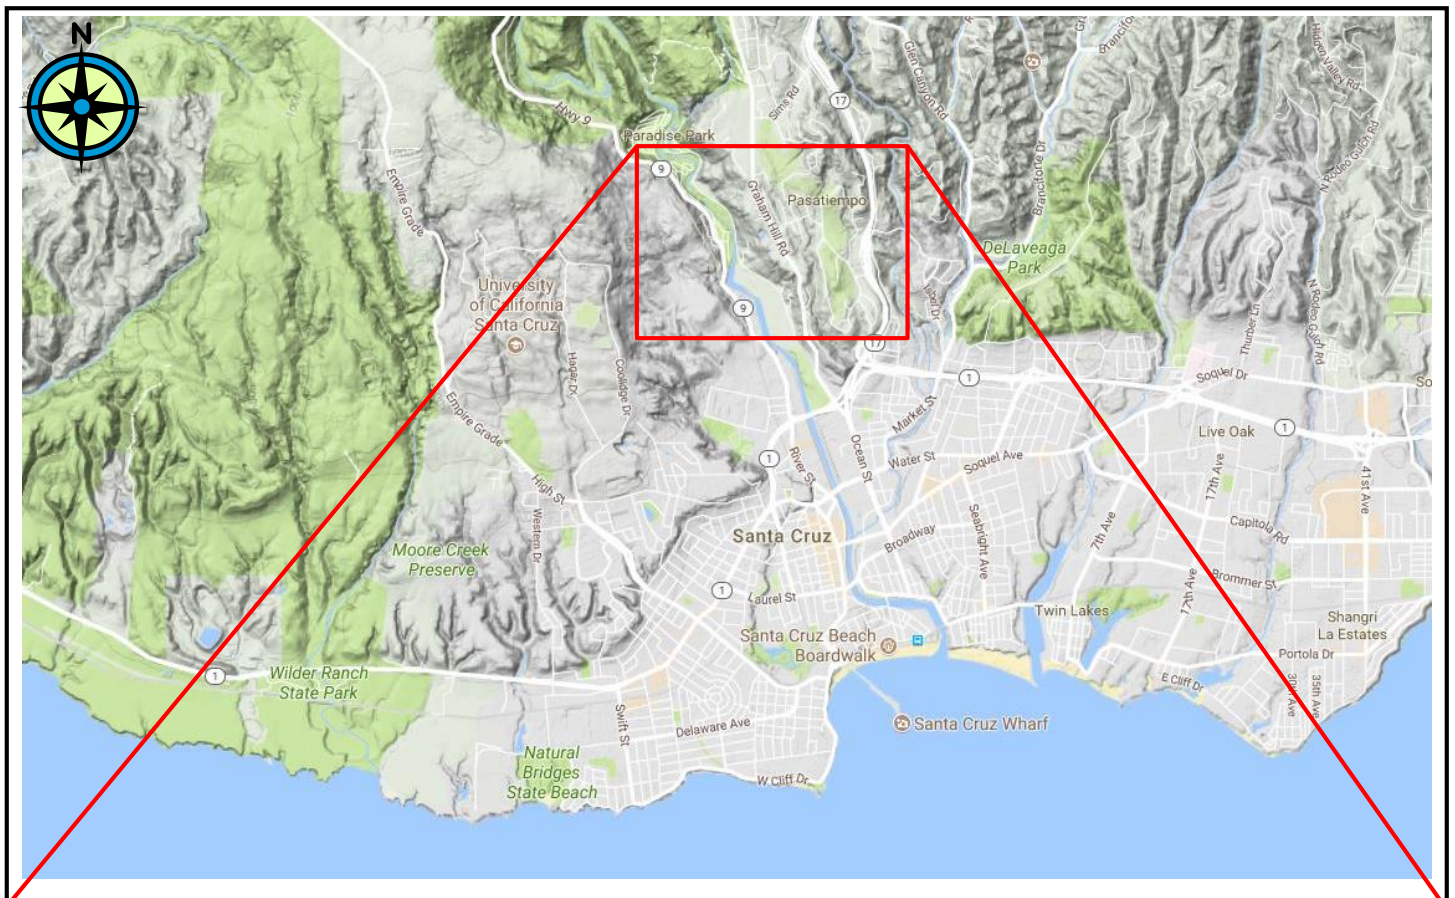 N
Hwy 9
Paradise Park
9
Sims Rd
17
Glen Canyon Rd
Branciforte Dr
Hidden Valley Rd
N Rodeo Gulch Rd
Empire Grade
Graham Hill Rd
Pasatiempo
DeLaveaga
Park
University
of California
Santa Cruz
9
17
N Rodeo Gulch Rd
Thurber Ln
Hagar Dr
Coolidge Dr
1
Soquel Dr
So
Empire Grade
Market St
Live Oak
1
1
River St
Ocean St
Water St
Soquel Ave
17th Ave
41st Ave
High St
Western Dr
Santa Cruz
Broadway
Seabright Ave
7th Ave
Capitola Rd
Moore Creek
Preserve
1
Laurel St
17th Ave
Brommer St
Twin Lakes
Shangri
La Estates
Santa Cruz Beach
Boardwalk
Portola Dr
1
Wilder Ranch
State Park
E Cliff Dr
30th Ave
35th Ave
Swift St
Delaware Ave
Santa Cruz Wharf
Natural
Bridges
State Beach
W Cliff Dr